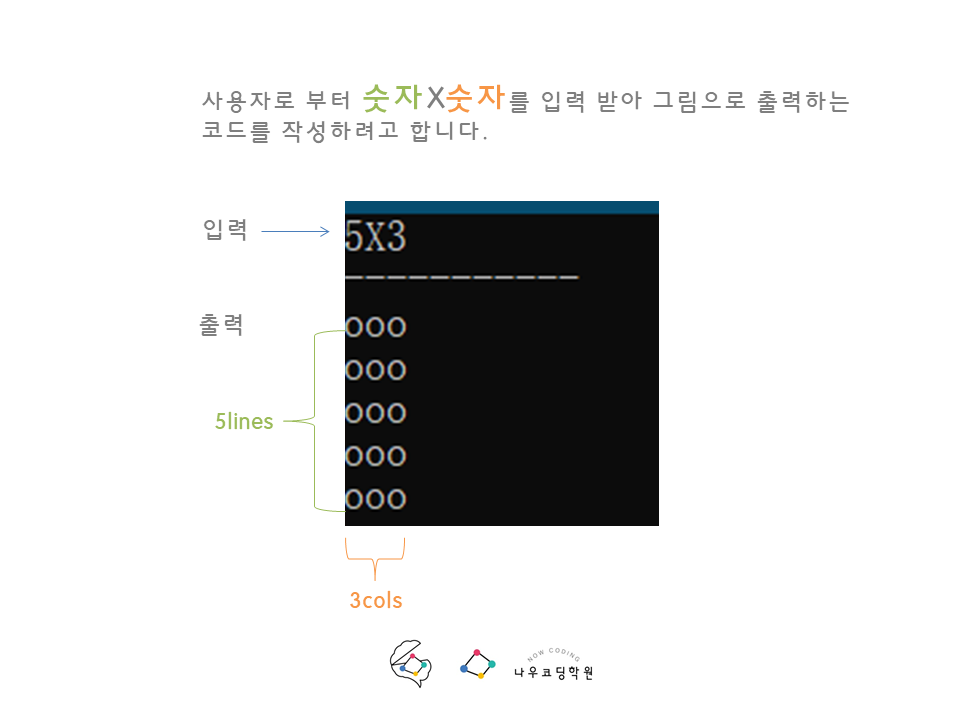 사용자로 부터 숫자X숫자를 입력 받아 그림으로 출력하는
코드를 작성하려고 합니다.
입력
5X3
-----------
출력
ooo
ooo
ooo
5lines
ooo
ooo
3cols
NOW CODING
나우코딩학원